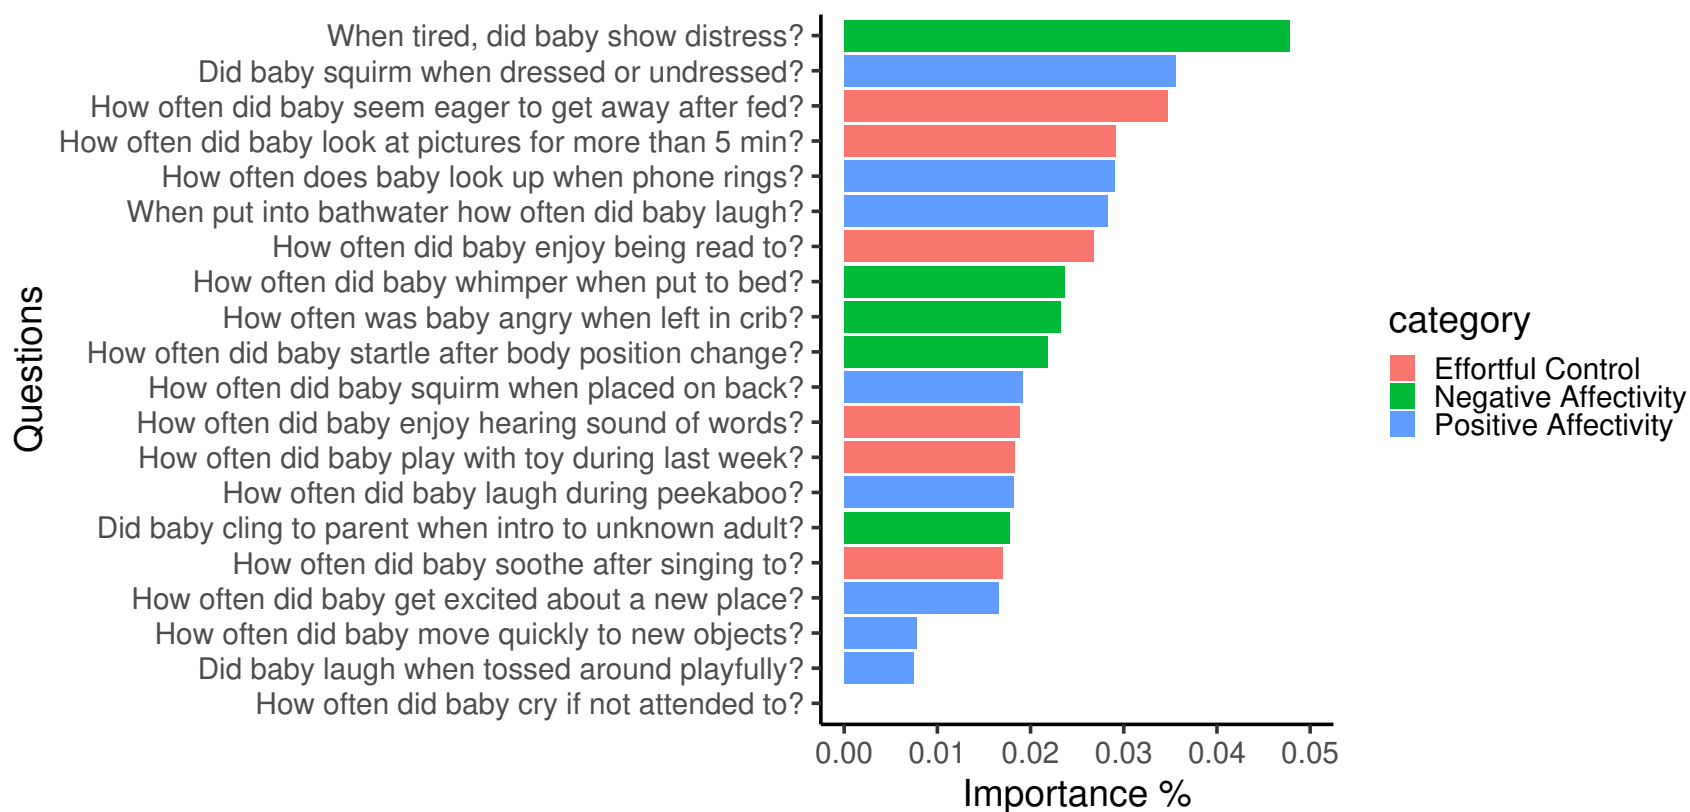 When tired, did baby show distress?
Did baby squirm when dressed or undressed?
How often did baby seem eager to get away after fed?
How often did baby look at pictures for more than 5 min?
How often does baby look up when phone rings?
When put into bathwater how often did baby laugh?
How often did baby enjoy being read to?
How often did baby whimper when put to bed?
How often was baby angry when left in crib?
How often did baby startle after body position change?
How often did baby squirm when placed on back?
How often did baby enjoy hearing sound of words?
How often did baby play with toy during last week?
How often did baby laugh during peekaboo?
Did baby cling to parent when intro to unknown adult?
How often did baby soothe after singing to?
How often did baby get excited about a new place?
How often did baby move quickly to new objects?
Did baby laugh when tossed around playfully?
How often did baby cry if not attended to?
Questions
0.00 0.01 0.02 0.03 0.04 0.05
Importance %
category
Effortful Control
Negative Affectivity
Positive Affectivity